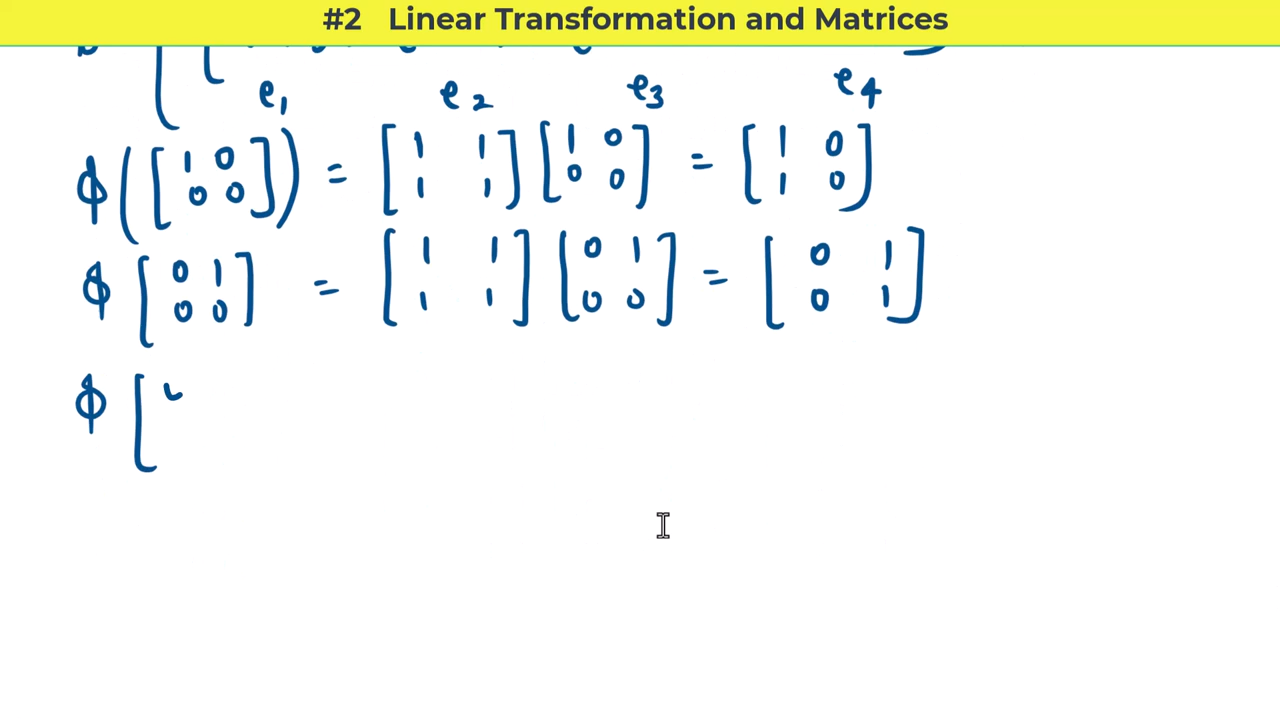 #2 Linear Transformation and Matrices
e₁ e₂ e₃ e₄
ϕ([1 0; 0 0]) = [1 1; 1 1] [1 0; 0 0] = [1 0; 1 0]
ϕ [0 1; 0 0] = [1 1; 1 1] [0 1; 0 0] = [0 1; 0 1]
ϕ [